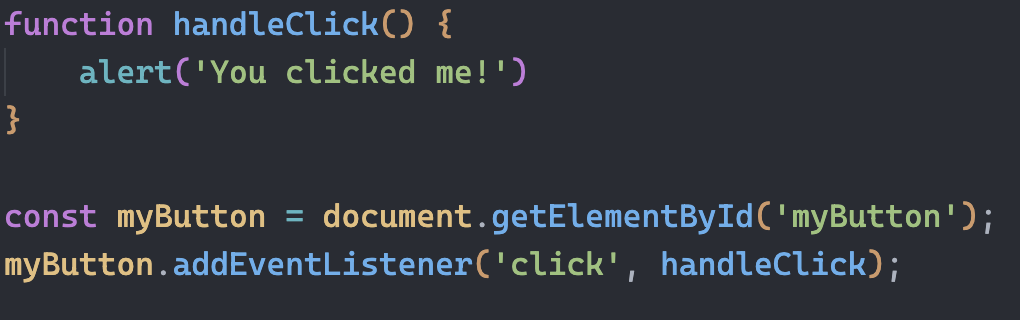 function handleClick() {
    alert('You clicked me!')
}

const myButton = document.getElementById('myButton');
myButton.addEventListener('click', handleClick);